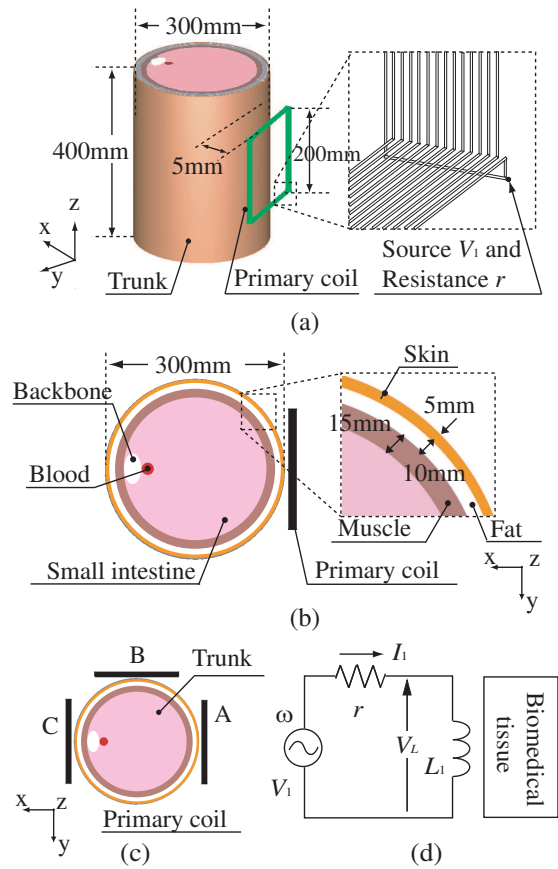 300mm
400mm
5mm
200mm
z
x
y
Trunk
Primary coil
Source V1 and
Resistance r
(a)
300mm
Skin
Backbone
5mm
15mm
Blood
10mm
Muscle
Fat
Small intestine
Primary coil
x
z
y
(b)
B
Trunk
I1
C
A
ω
r
VL
L1
V1
Biomedical
tissue
x
z
y
Primary coil
(c)
(d)